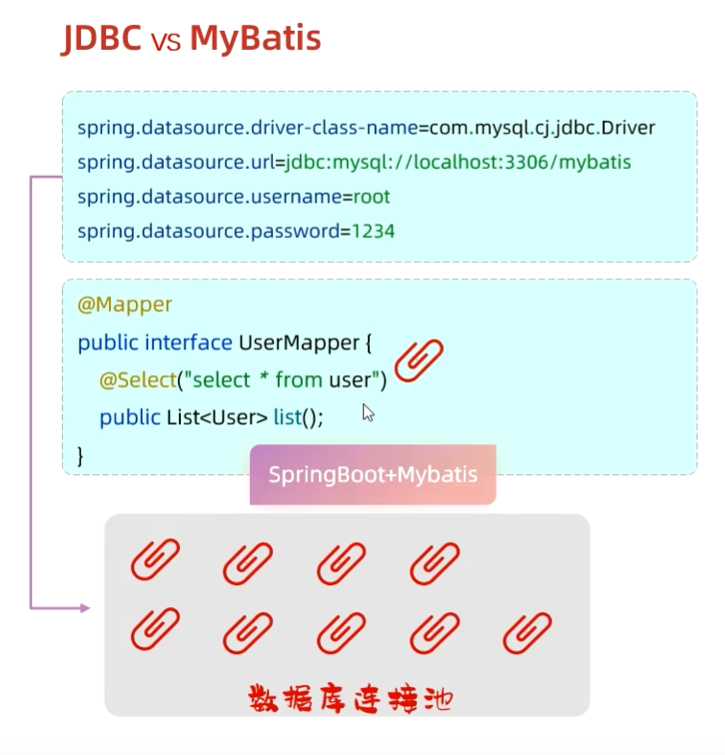 JDBC vs MyBatis
spring.datasource.driver-class-name=com.mysql.cj.jdbc.Driver
spring.datasource.url=jdbc:mysql://localhost:3306/mybatis
spring.datasource.username=root
spring.datasource.password=1234
@Mapper
public interface UserMapper {
@Select("select * from user")
public List<User> list();
}
SpringBoot+Mybatis
数据库连接池